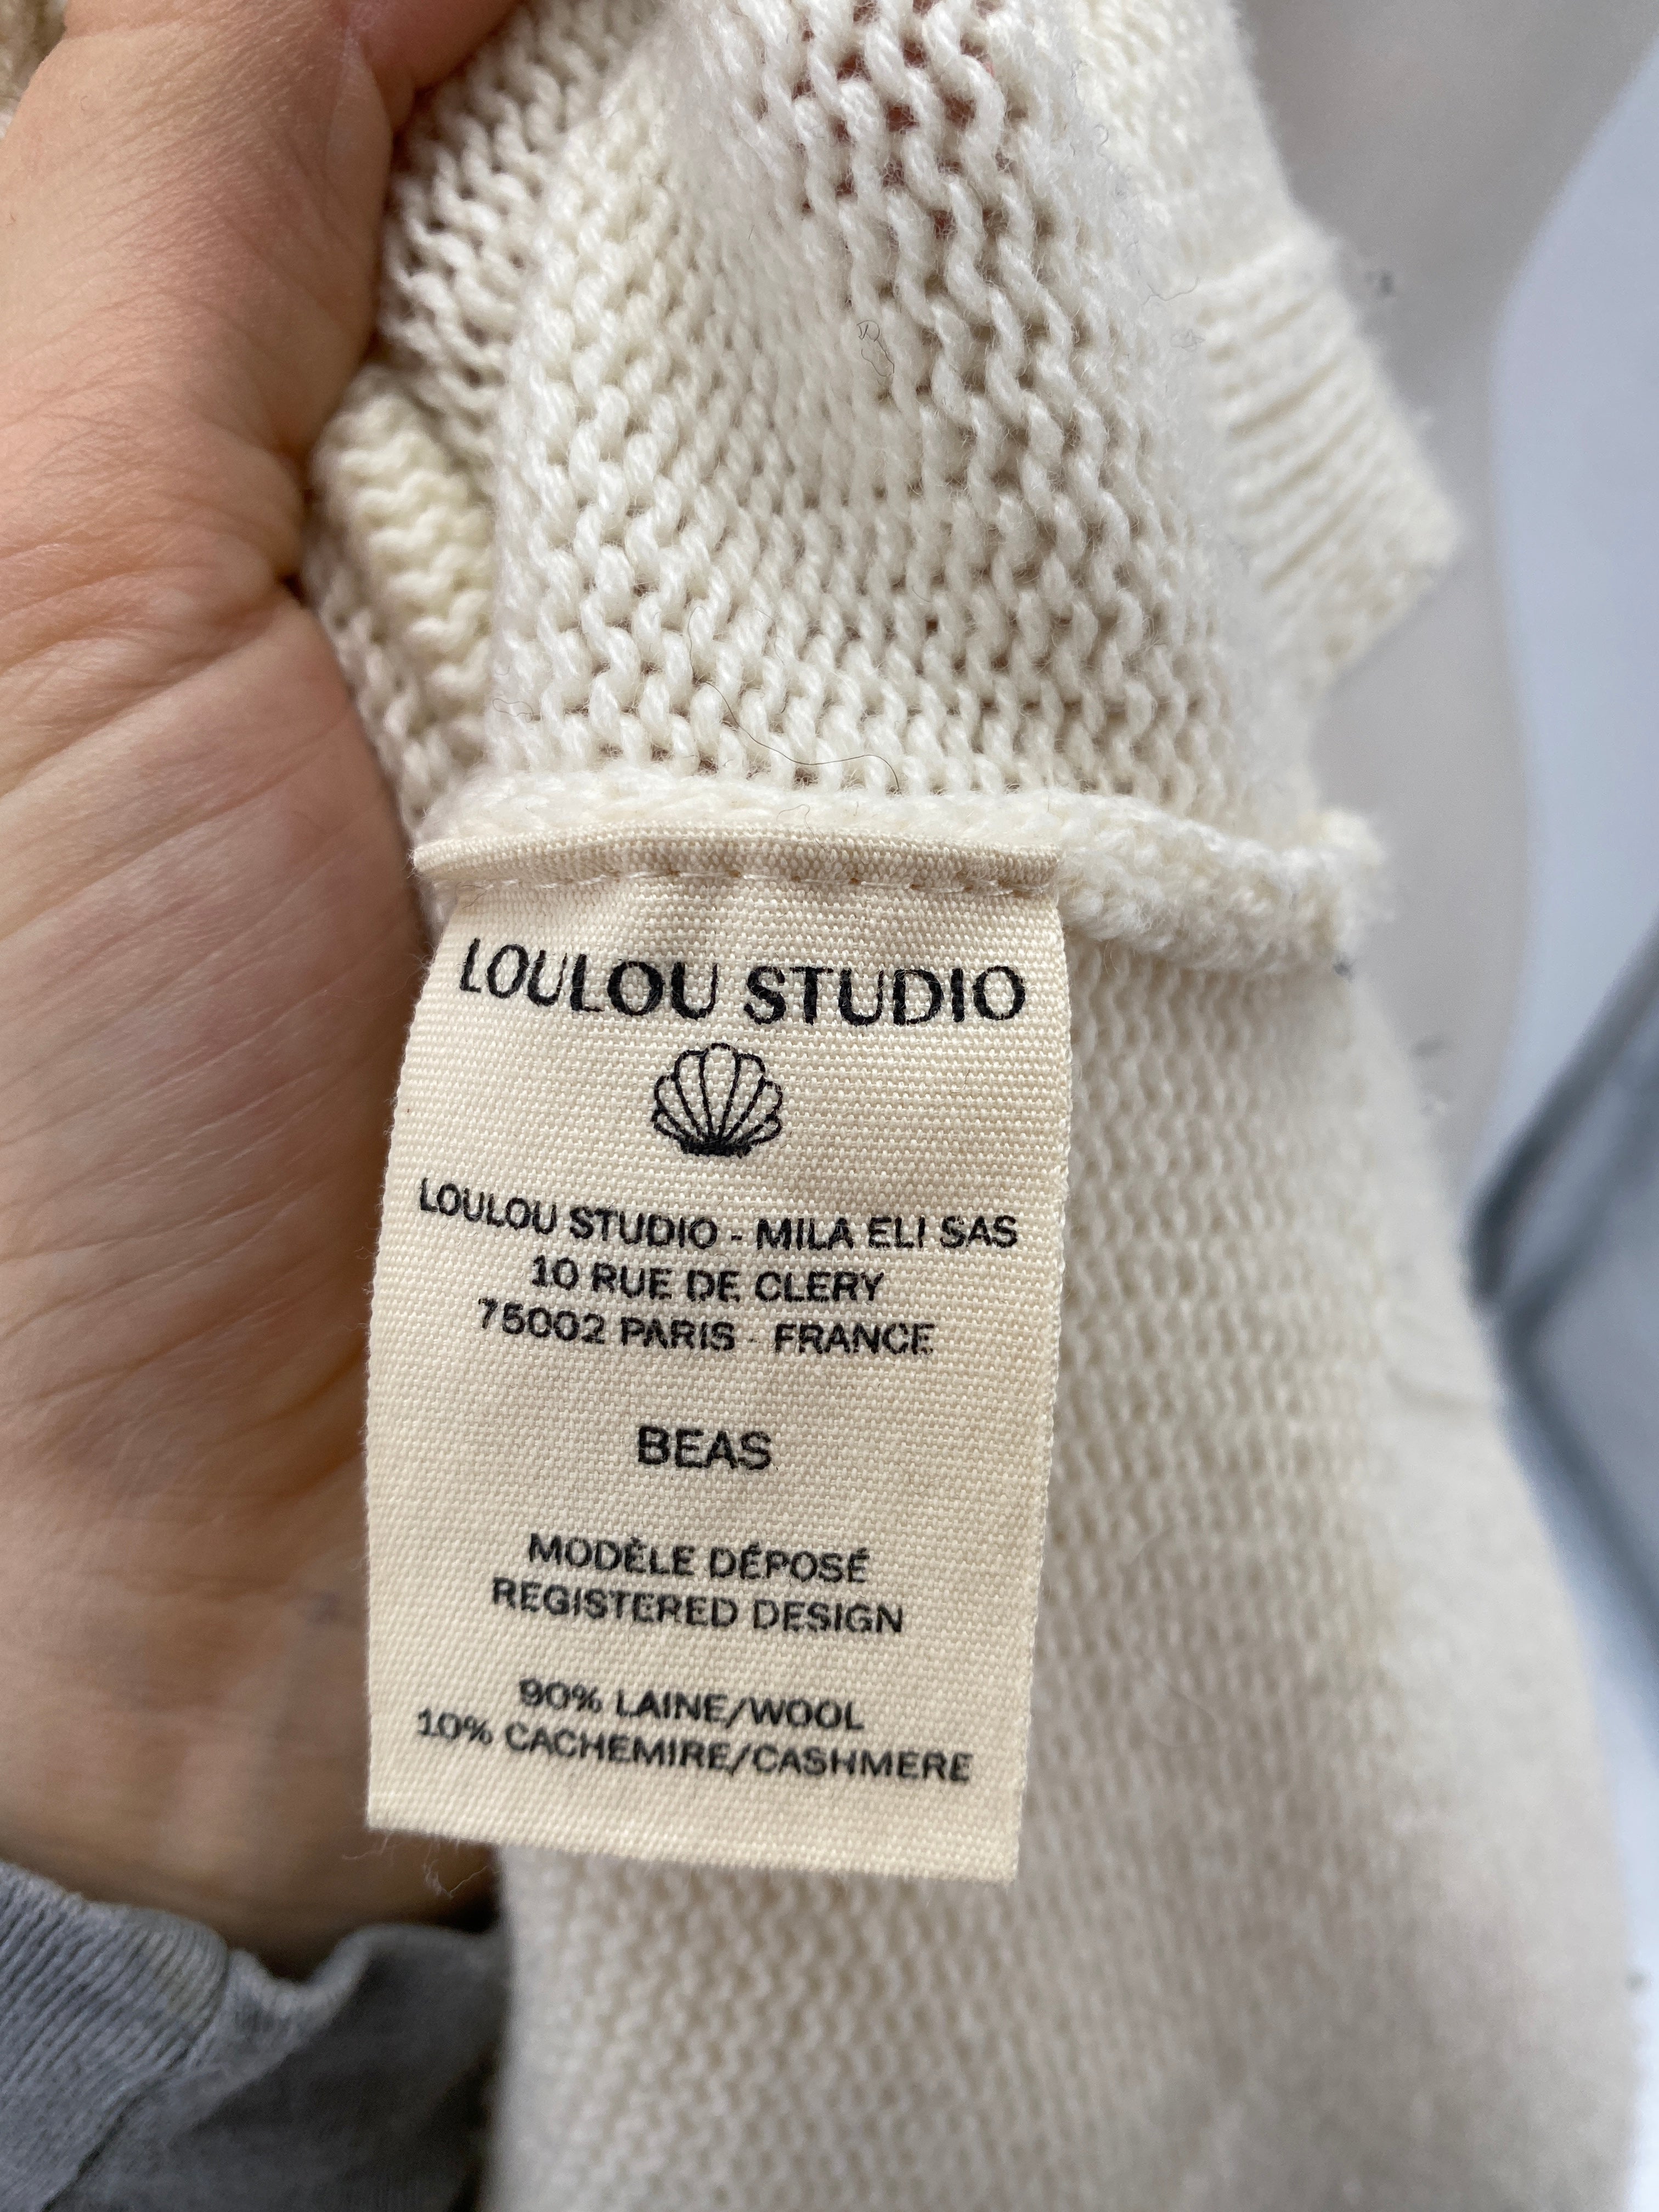 LOULOU STUDIO
LOULOU STUDIO - MILA ELI SAS
10 RUE DE CLERY
75002 PARIS - FRANCE
BEAS
MODÈLE DÉPOSÉ
REGISTERED DESIGN
90% LAINE/WOOL
10% CACHEMIRE/CASHMERE